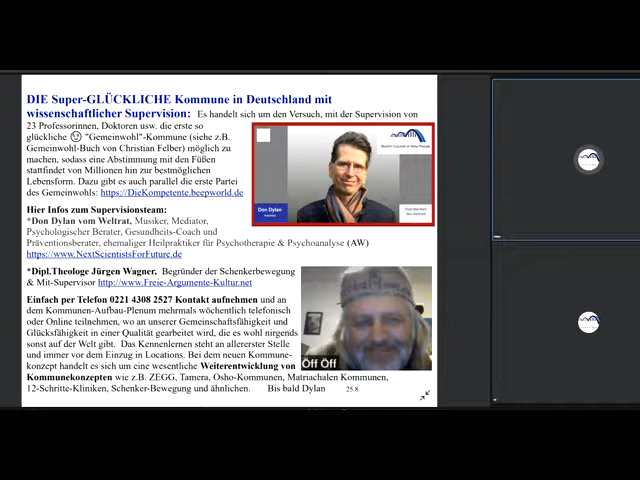 DIE Super-GLÜCKLICHE Kommune in Deutschland mit
wissenschaftlicher Supervision: Es handelt sich um den Versuch, mit der Supervision von
23 Professorinnen, Doktoren usw. die erste so
glückliche "Gemeinwohl"-Kommune (siehe z.B.
Gemeinwohl-Buch von Christian Felber) möglich zu
machen, sodass eine Abstimmung mit den Füßen
stattfindet von Millionen hin zur bestmöglichen
Lebensform. Dazu gibt es auch parallel die erste Partei
des Gemeinwohls: https://DieKompetente.beepworld.de
World's Council of Wise People
Don Dylan
Hier Infos zum Supervisionsteam:
*Don Dylan vom Weltrat, Musiker, Mediator,
Psychologischer Berater, Gesundheits-Coach und
Präventionsberater, ehemaliger Heilpraktiker für Psychotherapie & Psychoanalyse (AW)
https://www.NextScientistsForFuture.de
*Dipl.Theologe Jürgen Wagner, Begründer der Schenkerbewegung
& Mit-Supervisor http://www.Freie-Argumente-Kultur.net
Einfach per Telefon 0221 4308 2527 Kontakt aufnehmen und an
dem Kommunen-Aufbau-Plenum mehrmals wöchentlich telefonisch
oder Online teilnehmen, wo an unserer Gemeinschaftsfähigkeit und
Glücksfähigkeit in einer Qualität gearbeitet wird, die es wohl nirgends
sonst auf der Welt gibt. Das Kennenlernen steht an allererster Stelle
und immer vor dem Einzug in Locations. Bei dem neuen Kommune-
konzept handelt es sich um eine wesentliche Weiterentwicklung von
Kommunekonzepten wie z.B. ZEGG, Tamera, Osho-Kommunen, Matriachalen Kommunen,
12-Schritte-Kliniken, Schenker-Bewegung und ähnlichen. Bis bald Dylan 25.8.
Öff Öff